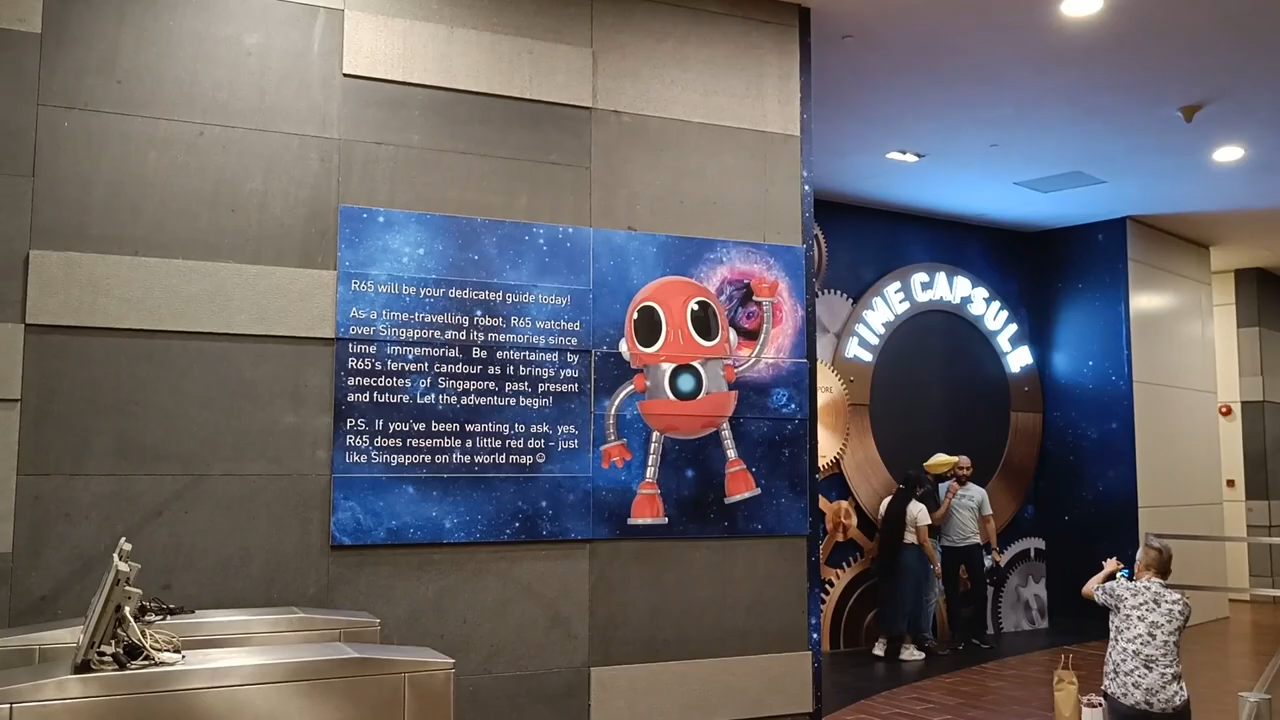 R65 will be your dedicated guide today!
As a time-travelling robot, R65 watched
over Singapore and its memories since
time immemorial. Be entertained by
R65's fervent candour as it brings you
anecdotes of Singapore, past, present
and future. Let the adventure begin!
P.S. If you've been wanting to ask, yes,
R65 does resemble a little red dot – just
like Singapore on the world map☺
TIME CAPSULE